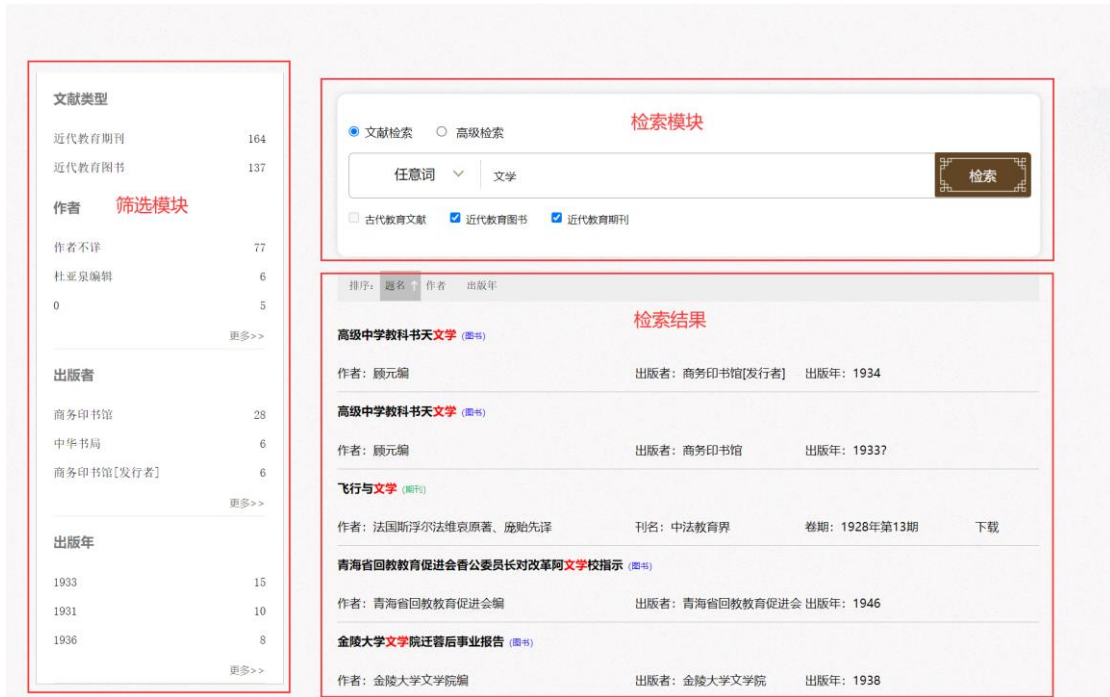 文献类型
近代教育期刊 164
近代教育图书 137
作者 筛选模块
作者不详 77
杜亚泉编辑 6
0 5
更多>>
出版者
商务印书馆 28
中华书局 6
商务印书馆[发行者] 6
更多>>
出版年
1933 15
1931 10
1936 8
更多>>
检索模块
文献检索 高级检索
任意词 文学 检索
古代教育文献 近代教育图书 近代教育期刊
排序: 题名 ↑ 作者 出版年
检索结果
高级中学教科书天文学 (图书)
作者: 顾元编 出版者: 商务印书馆[发行者] 出版年: 1934
高级中学教科书天文学 (图书)
作者: 顾元编 出版者: 商务印书馆 出版年: 1933?
飞行与文学 (期刊)
作者: 法国斯浮尔法维哀原著、庞贻先译 刊名: 中法教育界 卷期: 1928年第13期 下载
青海省回教教育促进会香公委员长对改革阿文学校指示 (图书)
作者: 青海省回教教育促进会编 出版者: 青海省回教教育促进会 出版年: 1946
金陵大学文学院迁蓉后事业报告 (图书)
作者: 金陵大学文学院编 出版者: 金陵大学文学院 出版年: 1938